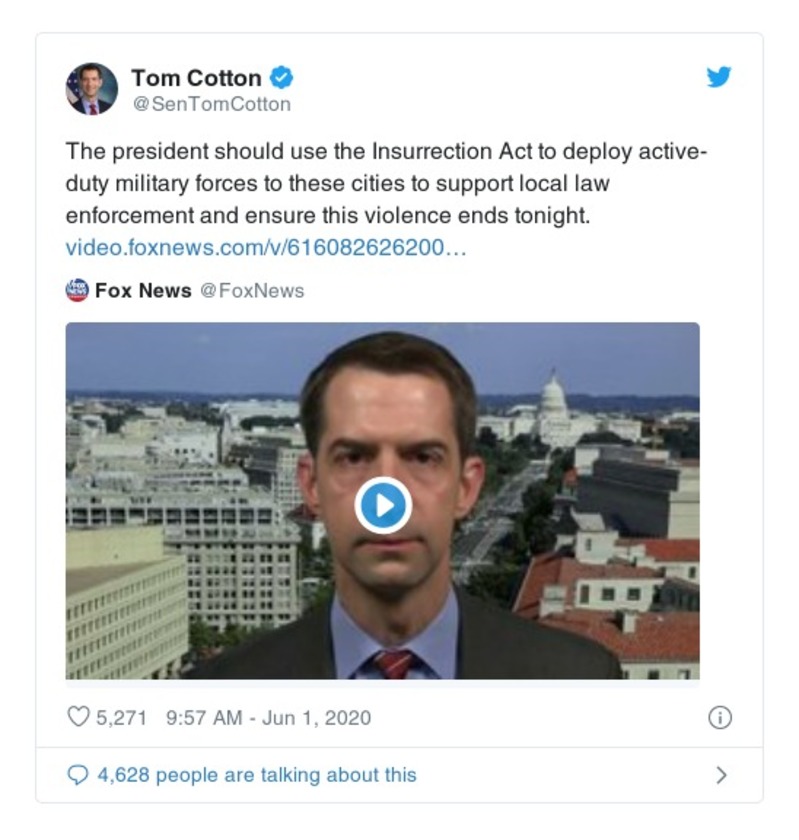 Tom Cotton
@SenTomCotton
The president should use the Insurrection Act to deploy active-
duty military forces to these cities to support local law
enforcement and ensure this violence ends tonight.
video.foxnews.com/v/616082626200…
Fox News @FoxNews
5,271 9:57 AM - Jun 1, 2020
4,628 people are talking about this